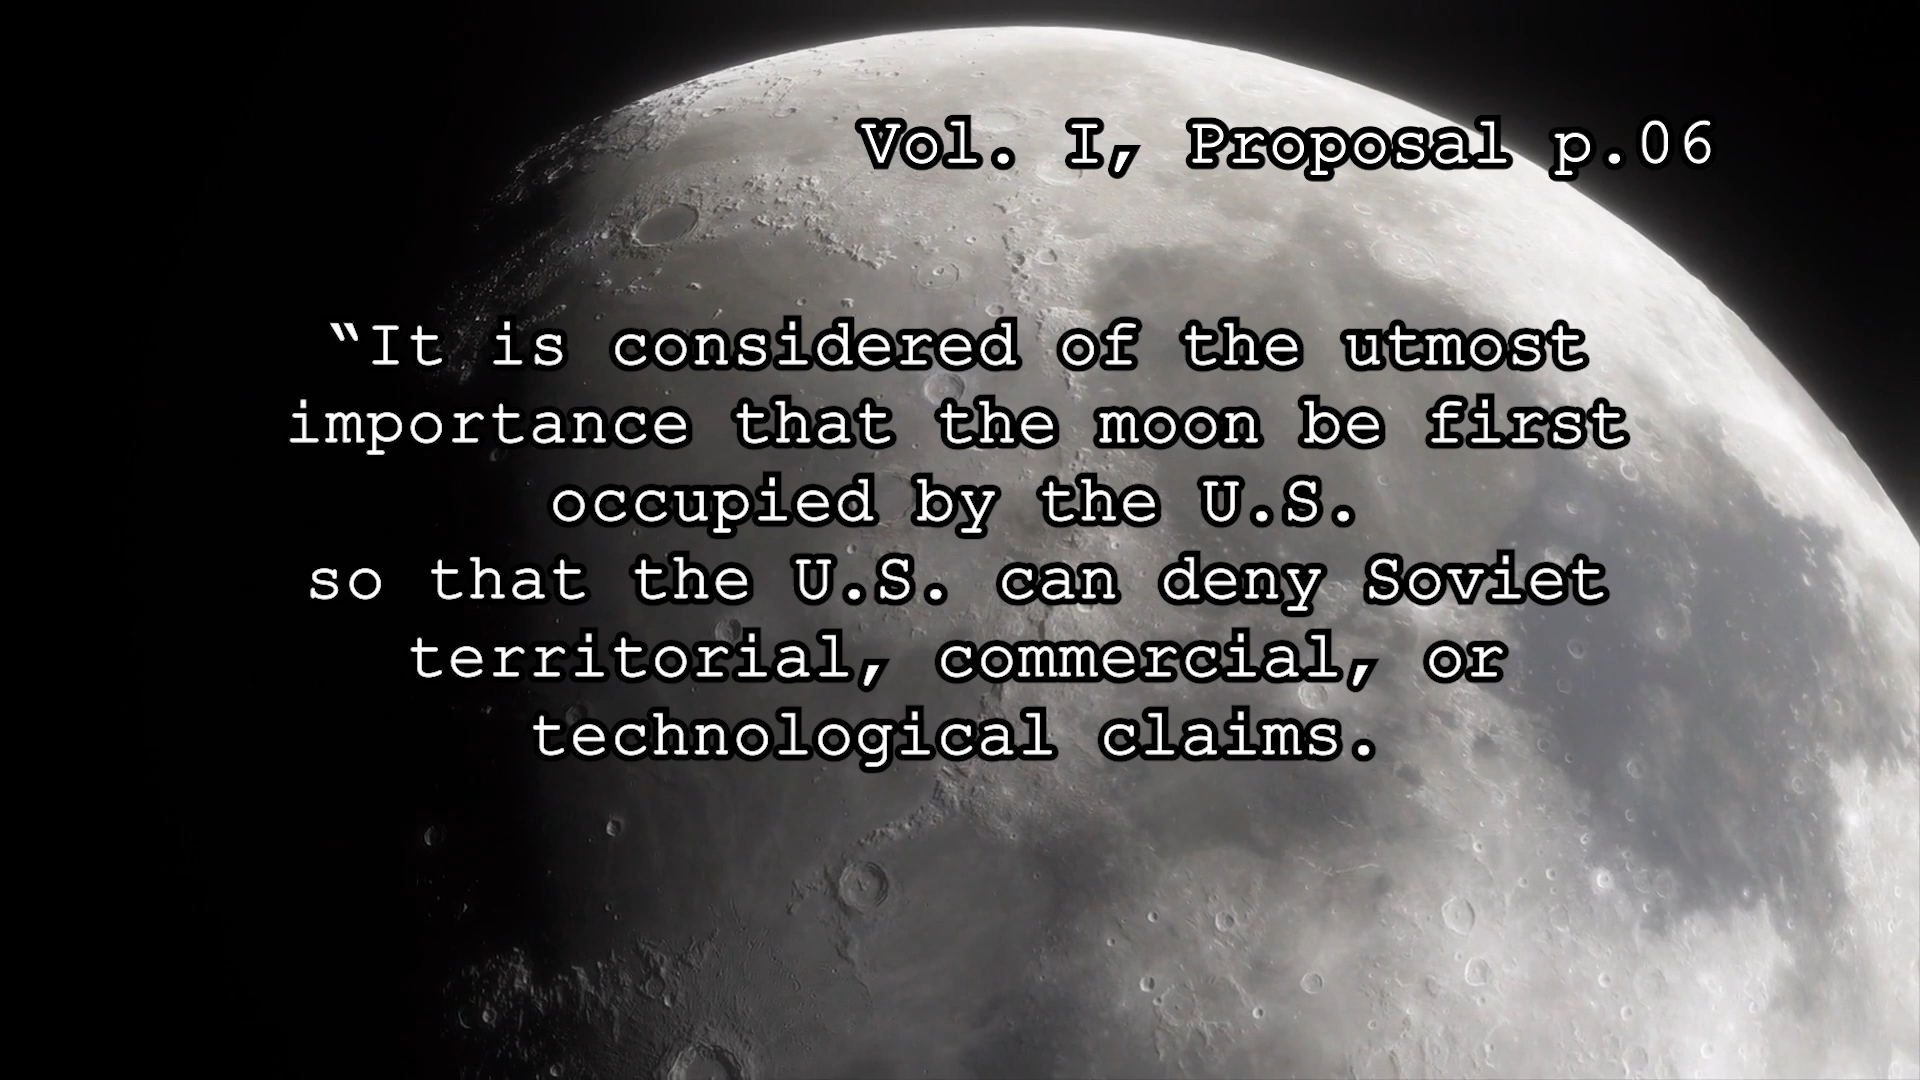 Vol. I, Proposal p.06
“It is considered of the utmost
importance that the moon be first
occupied by the U.S.
so that the U.S. can deny Soviet
territorial, commercial, or
technological claims.